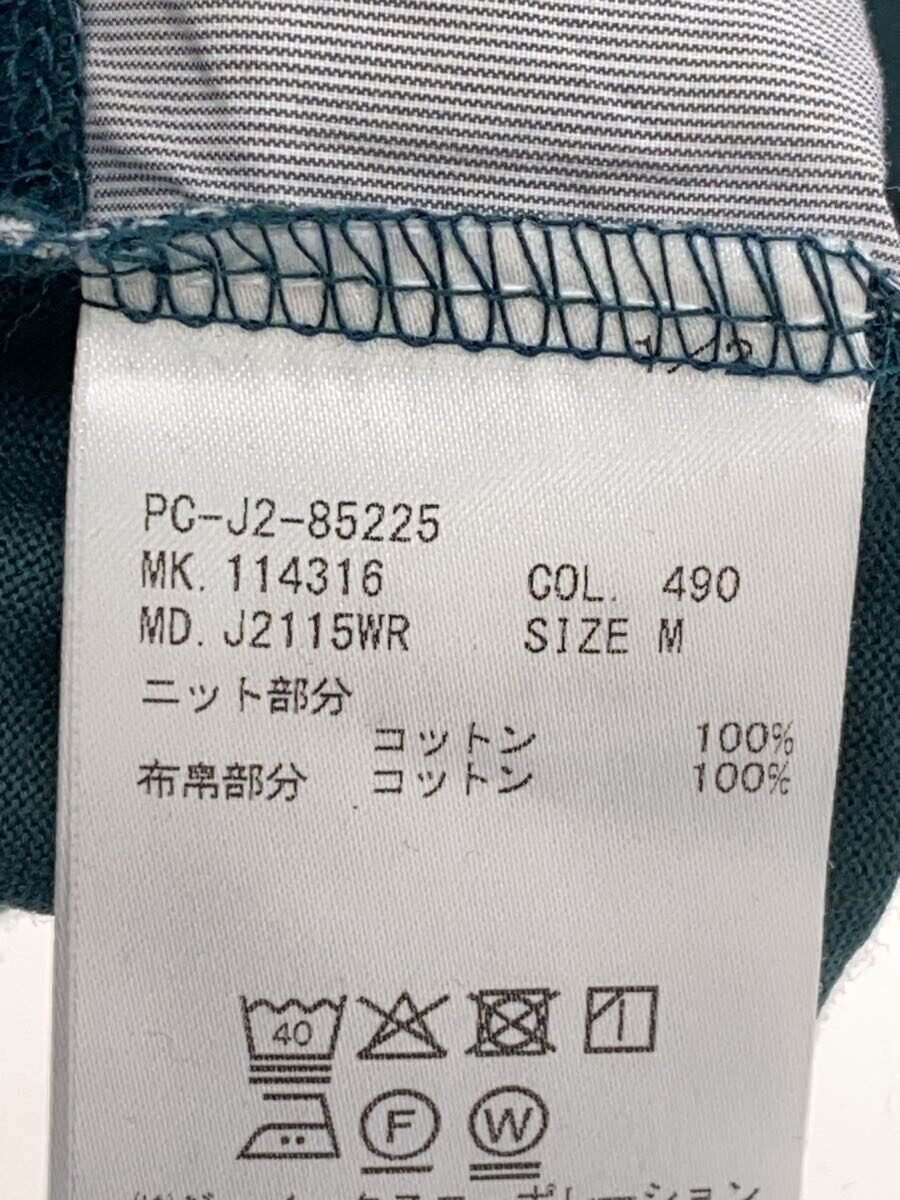 PC-J2-85225
MK. 114316 COL. 490
MD. J2115WR SIZE M
ニット部分
コットン 100%
布帛部分 コットン 100%
40
F W